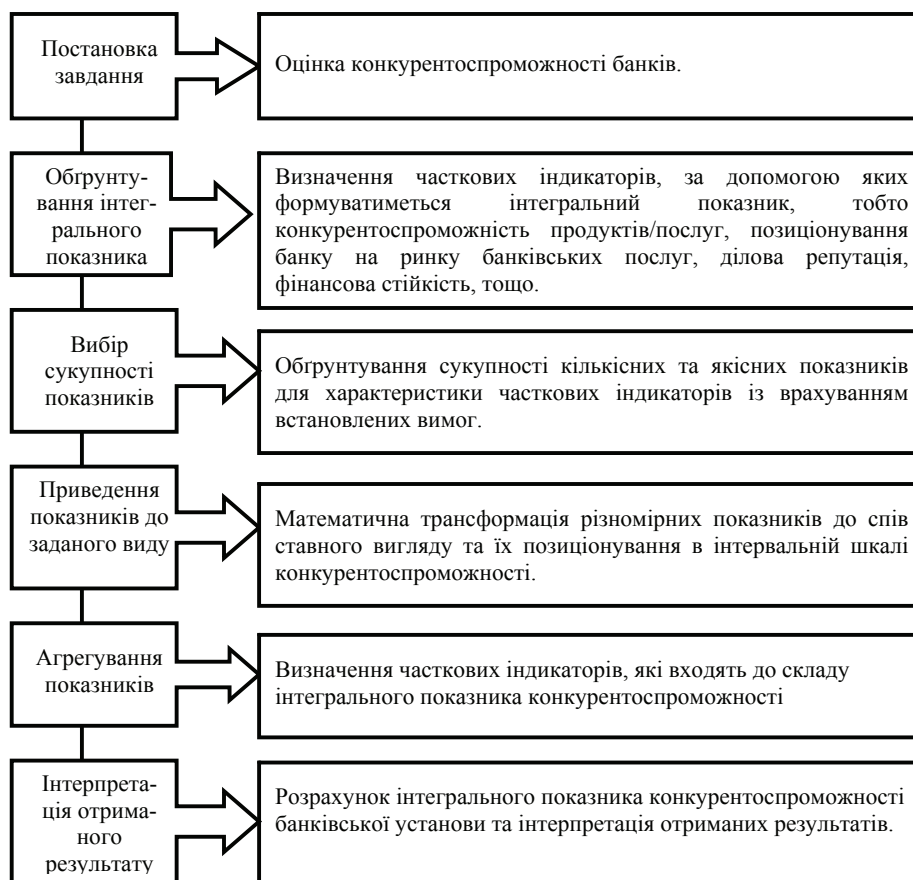 Постановка
завдання
Оцінка конкурентоспроможності банків.
Обґрунту-
вання інтег-
рального
показника
Визначення часткових індикаторів, за допомогою яких
формуватиметься інтегральний показник, тобто
конкурентоспроможність продуктів/послуг, позиціонування
банку на ринку банківських послуг, ділова репутація,
фінансова стійкість, тощо.
Вибір
сукупності
показників
Обґрунтування сукупності кількісних та якісних показників
для характеристики часткових індикаторів із врахуванням
встановлених вимог.
Приведення
показників до
заданого виду
Математична трансформація різномірних показників до спів
ставного вигляду та їх позиціонування в інтервальній шкалі
конкурентоспроможності.
Агрегування
показників
Визначення часткових індикаторів, які входять до складу
інтегрального показника конкурентоспроможності
Інтерпрета-
ція отрима-
ного
результату
Розрахунок інтегрального показника конкурентоспроможності
банківської установи та інтерпретація отриманих результатів.